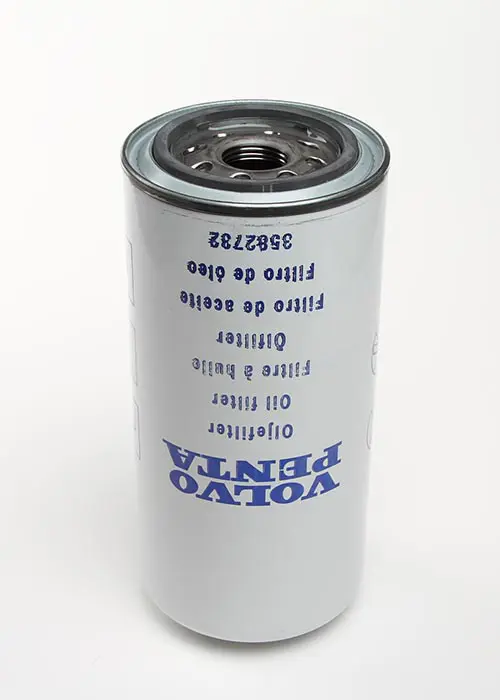 VOLVO
PENTA
Oljefilter
Oil filter
Filtre à huile
Ölfilter
Filtro de aceite
Filtro de óleo
3582732